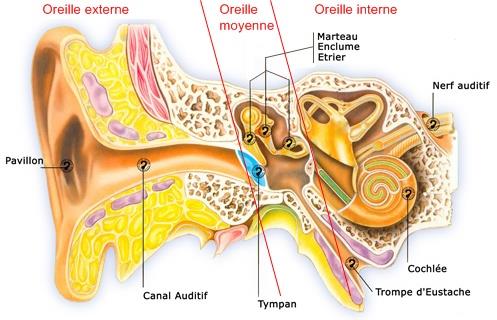 Oreille externe
Oreille
moyenne
Oreille interne
Marteau
Enclume
Etrier
Nerf auditif
Pavillon
Cochlée
Trompe d'Eustache
Canal Auditif
Tympan